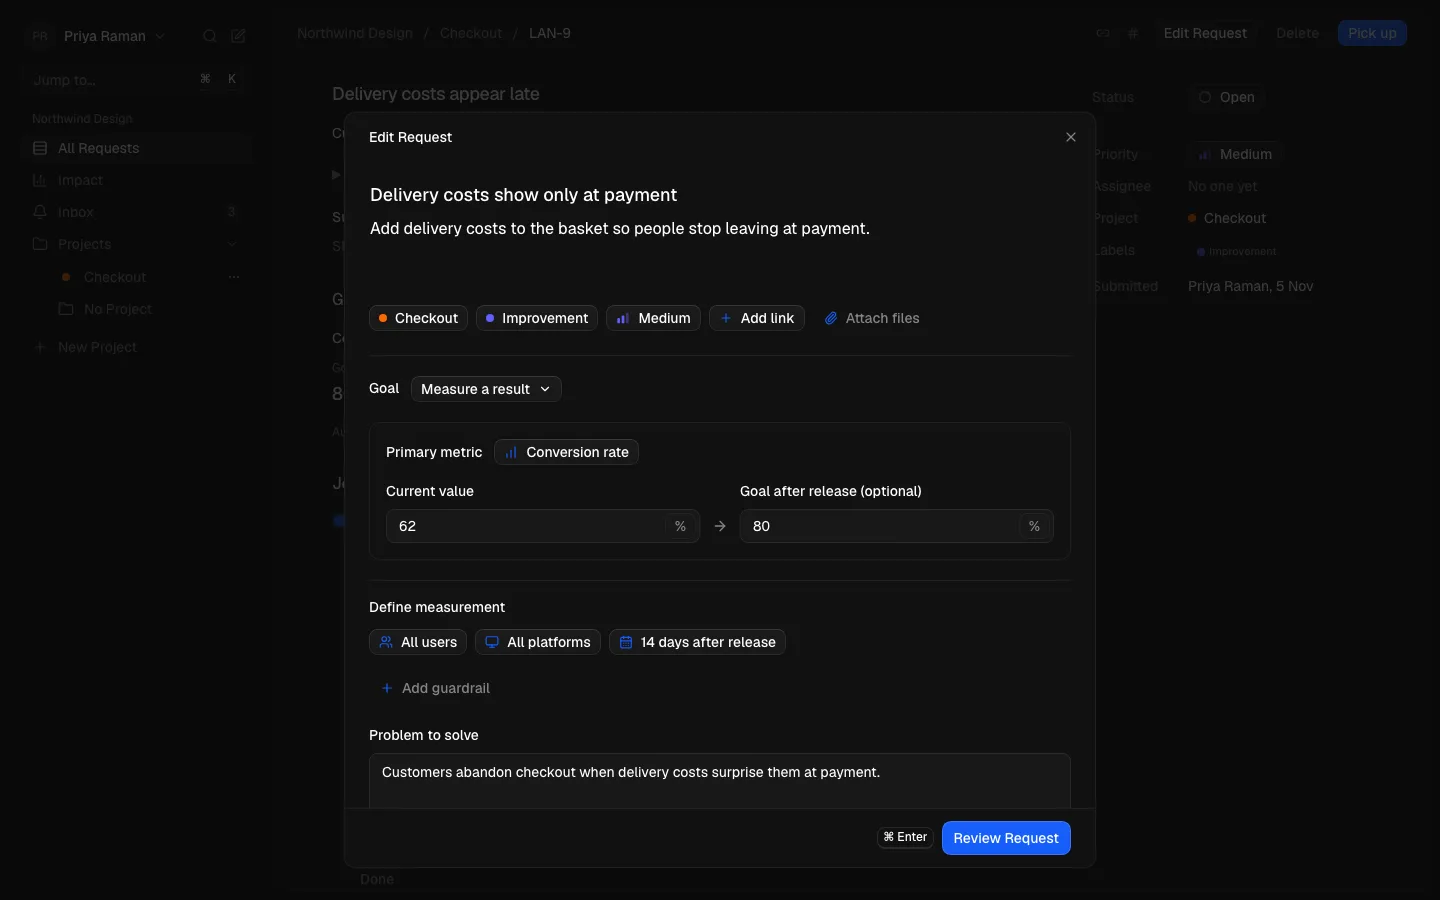 PR Priya Raman
Jump to... ⌘ K
Northwind Design
All Requests
Impact
Inbox 3
Projects
Checkout ...
No Project
New Project
Northwind Design / Checkout / LAN-9
# Edit Request Delete Pick up
Delivery costs appear late
Status Open
Priority Medium
Assignee No one yet
Project Checkout
Labels Improvement
Submitted Priya Raman, 5 Nov
Edit Request
Delivery costs show only at payment
Add delivery costs to the basket so people stop leaving at payment.
Checkout Improvement Medium + Add link Attach files
Goal Measure a result
Primary metric Conversion rate
Current value Goal after release (optional)
62 % → 80 %
Define measurement
All users All platforms 14 days after release
+ Add guardrail
Problem to solve
Customers abandon checkout when delivery costs surprise them at payment.
⌘ Enter Review Request
Done